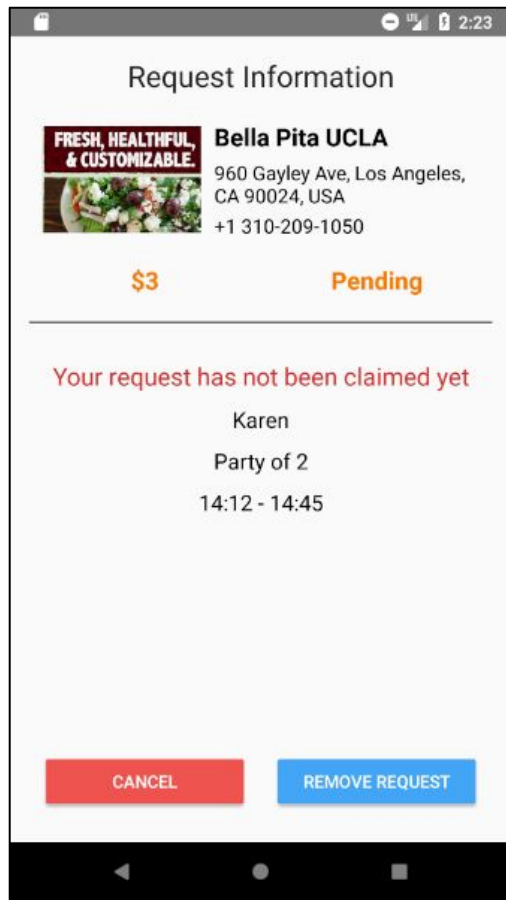 LTE 2:23
Request Information
FRESH, HEALTHFUL,
& CUSTOMIZABLE.
Bella Pita UCLA
960 Gayley Ave, Los Angeles,
CA 90024, USA
+1 310-209-1050
$3 Pending
Your request has not been claimed yet
Karen
Party of 2
14:12 - 14:45
CANCEL REMOVE REQUEST